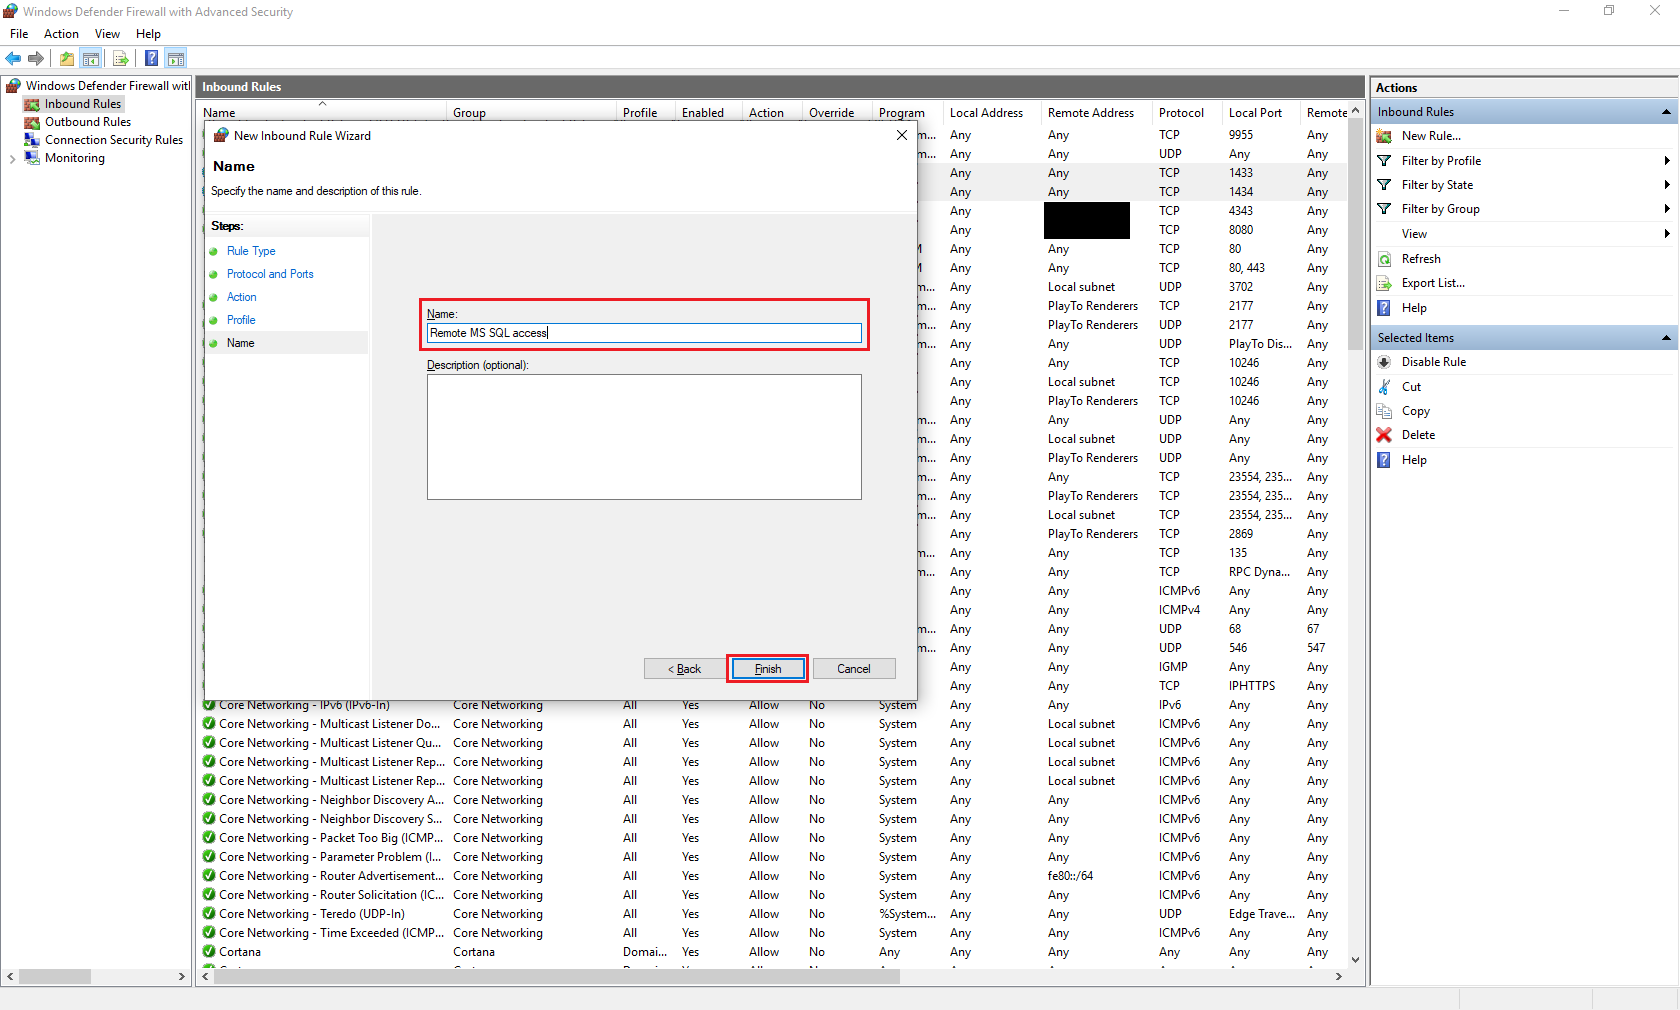 Windows Defender Firewall with Advanced Security
File Action View Help
Windows Defender Firewall witl
Inbound Rules
Outbound Rules
Connection Security Rules
Monitoring
Inbound Rules
Name Group Profile Enabled Action Override Program Local Address Remote Address Protocol Local Port Remote
m... Any Any TCP 9955 Any
m... Any Any UDP Any Any
Any Any TCP 1433 Any
Any Any TCP 1434 Any
Any TCP 4343 Any
Any TCP 8080 Any
Any Any TCP 80 Any
Any Any TCP 80, 443 Any
m... Any Local subnet UDP 3702 Any
m... Any PlayTo Renderers TCP 2177 Any
m... Any PlayTo Renderers UDP 2177 Any
m... Any Any UDP PlayTo Dis... Any
Any Any TCP 10246 Any
Any Local subnet TCP 10246 Any
Any PlayTo Renderers TCP 10246 Any
m... Any Any UDP Any Any
m... Any Local subnet UDP Any Any
m... Any PlayTo Renderers UDP Any Any
m... Any Any TCP 23554, 235... Any
m... Any PlayTo Renderers TCP 23554, 235... Any
m... Any Local subnet TCP 23554, 235... Any
Any PlayTo Renderers TCP 2869 Any
m... Any Any TCP 135 Any
m... Any Any TCP RPC Dyna... Any
Any Any ICMPv6 Any Any
Any Any ICMPv4 Any Any
m... Any Any UDP 68 67
m... Any Any UDP 546 547
Any Any IGMP Any Any
Any Any TCP IPHTTPS Any
Core Networking - IPv6 (IPv6-In) Core Networking All Yes Allow No System Any Any IPv6 Any Any
Core Networking - Multicast Listener Do... Core Networking All Yes Allow No System Any Local subnet ICMPv6 Any Any
Core Networking - Multicast Listener Qu... Core Networking All Yes Allow No System Any Local subnet ICMPv6 Any Any
Core Networking - Multicast Listener Rep... Core Networking All Yes Allow No System Any Local subnet ICMPv6 Any Any
Core Networking - Multicast Listener Rep... Core Networking All Yes Allow No System Any Local subnet ICMPv6 Any Any
Core Networking - Neighbor Discovery A... Core Networking All Yes Allow No System Any Any ICMPv6 Any Any
Core Networking - Neighbor Discovery S... Core Networking All Yes Allow No System Any Any ICMPv6 Any Any
Core Networking - Packet Too Big (ICMP... Core Networking All Yes Allow No System Any Any ICMPv6 Any Any
Core Networking - Parameter Problem (I... Core Networking All Yes Allow No System Any Any ICMPv6 Any Any
Core Networking - Router Advertisement... Core Networking All Yes Allow No System Any fe80::/64 ICMPv6 Any Any
Core Networking - Router Solicitation (IC... Core Networking All Yes Allow No System Any Any ICMPv6 Any Any
Core Networking - Teredo (UDP-In) Core Networking All Yes Allow No %System... Any Any UDP Edge Trave... Any
Core Networking - Time Exceeded (ICMP... Core Networking All Yes Allow No System Any Any ICMPv6 Any Any
Cortana Cortana Domai... Yes Allow No Any Any Any Any Any Any
New Inbound Rule Wizard
Name
Specify the name and description of this rule.
Steps:
Rule Type
Protocol and Ports
Action
Profile
Name
Name:
Remote MS SQL access
Description (optional):
< Back Finish Cancel
Actions
Inbound Rules
New Rule...
Filter by Profile
Filter by State
Filter by Group
View
Refresh
Export List...
Help
Selected Items
Disable Rule
Cut
Copy
Delete
Help